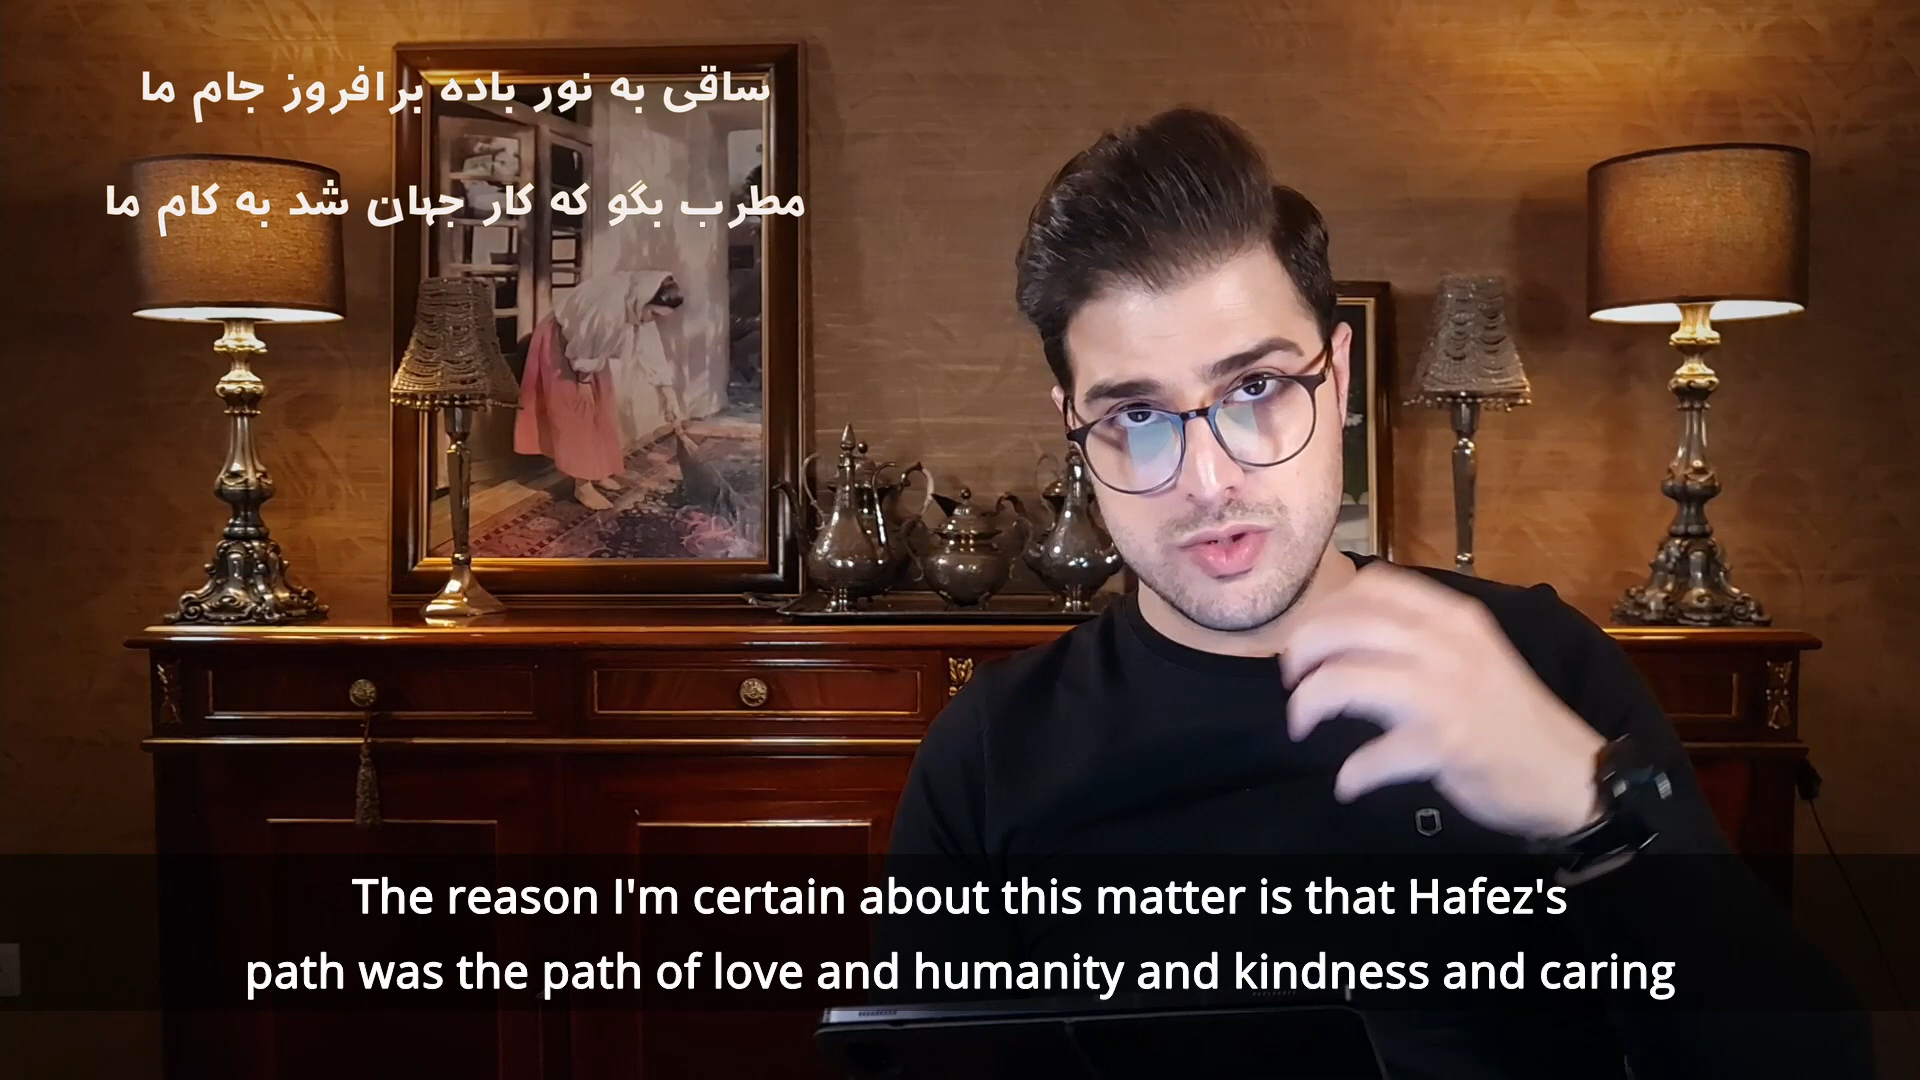 ساقی به نور باده برافروز جام ما
مطرب بگو که کار جهان شد به کام ما
The reason I'm certain about this matter is that Hafez's
path was the path of love and humanity and kindness and caring